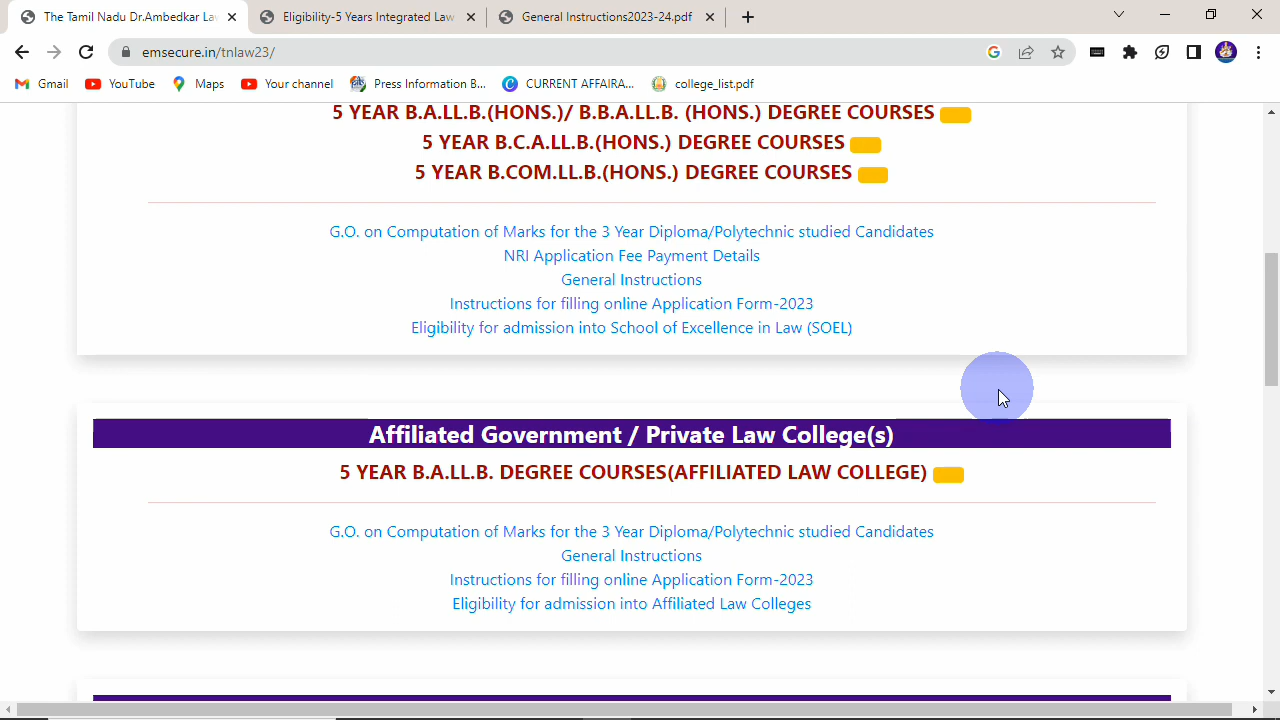 The Tamil Nadu Dr.Ambedkar La
Eligibility-5 Years Integrated Law
General Instructions2023-24.pdf
emsecure.in/tnlaw23/
Gmail
YouTube
Maps
Your channel
Press Information B...
CURRENT AFFAIRA...
college_list.pdf
5 YEAR B.A.LL.B.(HONS.)/ B.B.A.LL.B. (HONS.) DEGREE COURSES
5 YEAR B.C.A.LL.B.(HONS.) DEGREE COURSES
5 YEAR B.COM.LL.B.(HONS.) DEGREE COURSES
G.O. on Computation of Marks for the 3 Year Diploma/Polytechnic studied Candidates
NRI Application Fee Payment Details
General Instructions
Instructions for filling online Application Form-2023
Eligibility for admission into School of Excellence in Law (SOEL)
Affiliated Government / Private Law College(s)
5 YEAR B.A.LL.B. DEGREE COURSES(AFFILIATED LAW COLLEGE)
G.O. on Computation of Marks for the 3 Year Diploma/Polytechnic studied Candidates
General Instructions
Instructions for filling online Application Form-2023
Eligibility for admission into Affiliated Law Colleges